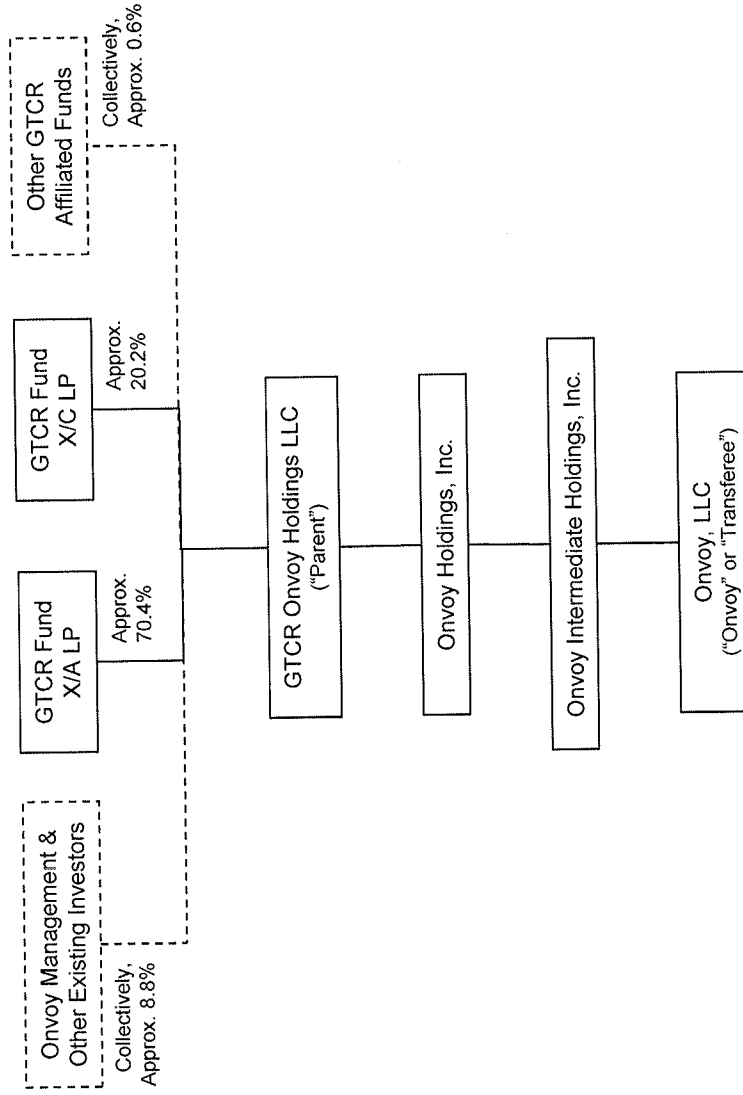 Onvoy Management &
Other Existing Investors
Collectively,
Approx. 8.8%
GTCR Fund
X/A LP
Approx.
70.4%
GTCR Fund
X/C LP
Approx.
20.2%
Other GTCR
Affiliated Funds
Collectively,
Approx. 0.6%
GTCR Onvoy Holdings LLC
(“Parent”)
Onvoy Holdings, Inc.
Onvoy Intermediate Holdings, Inc.
Onvoy, LLC
(“Onvoy” or “Transferee”)